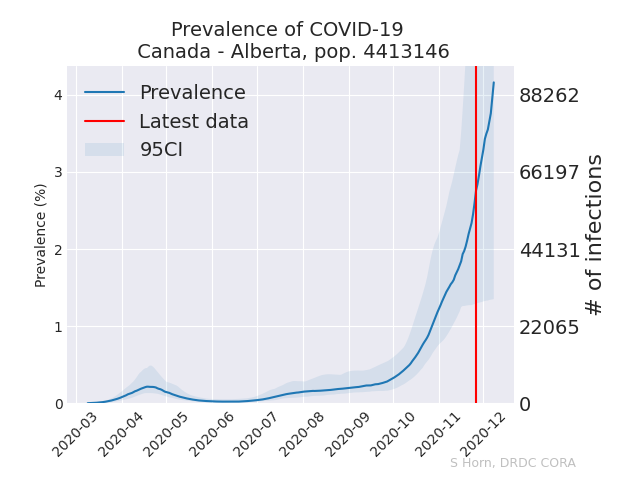 Prevalence of COVID-19
Canada - Alberta, pop. 4413146
Prevalence
Latest data
95CI
Prevalence (%)
4
3
2
1
0
88262
66197
44131
22065
0
# of infections
2020-03
2020-04
2020-05
2020-06
2020-07
2020-08
2020-09
2020-10
2020-11
2020-12
S Horn, DRDC CORA